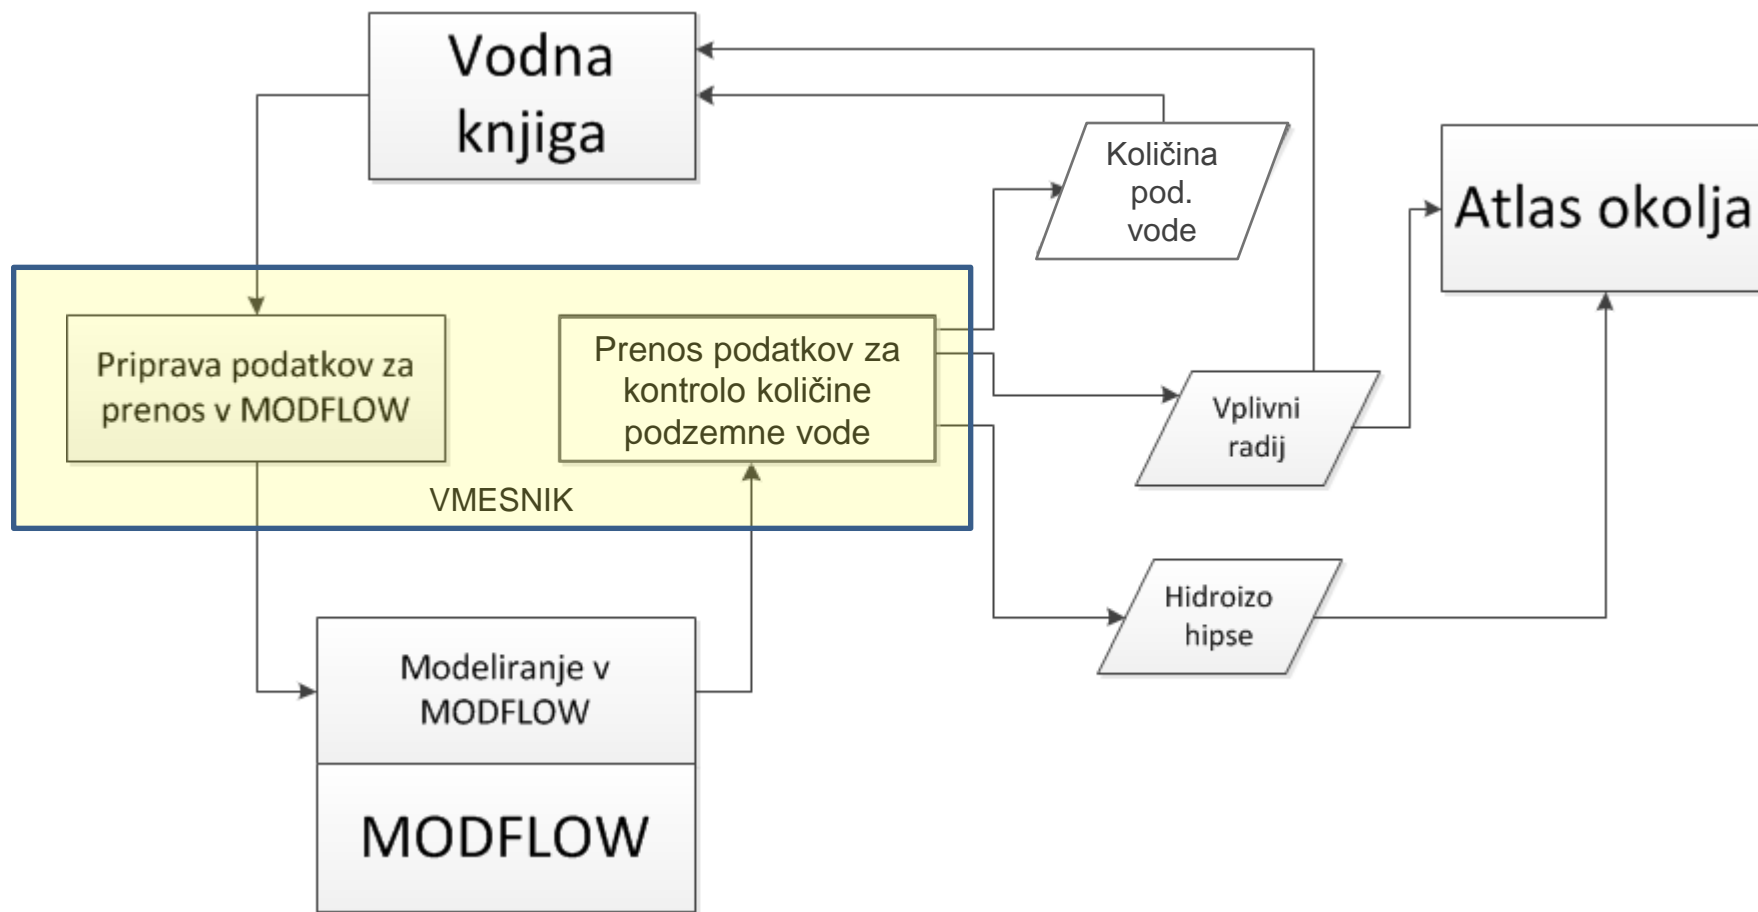 Vodna
knjiga
Količina
pod.
vode
Atlas okolja
Priprava podatkov za
prenos v MODFLOW
Prenos podatkov za
kontrolo količine
podzemne vode
VMESNIK
Vplivni
radij
Hidroizo
hipse
Modeliranje v
MODFLOW
MODFLOW